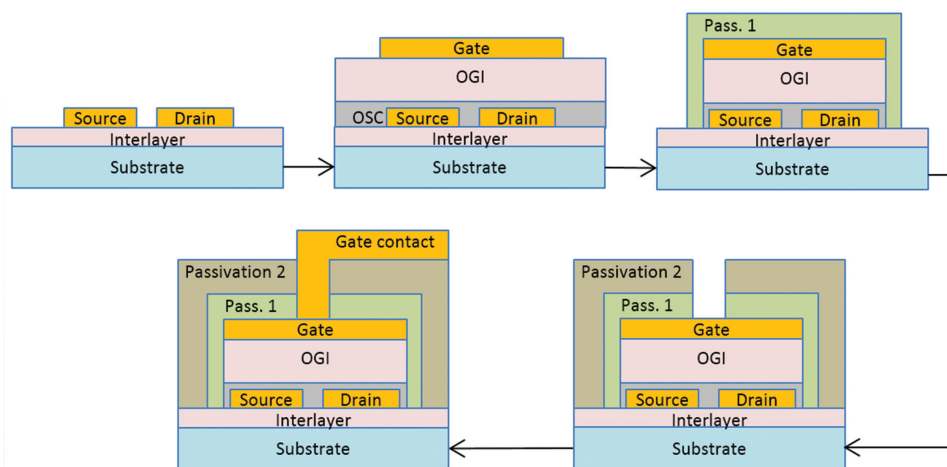 Source Drain
Interlayer
Substrate
Gate
OGI
OSC Source Drain
Interlayer
Substrate
Pass. 1
Gate
OGI
Source Drain
Interlayer
Substrate
Gate contact
Passivation 2
Pass. 1
Gate
OGI
Source Drain
Interlayer
Substrate
Passivation 2
Pass. 1
Gate
OGI
Source Drain
Interlayer
Substrate